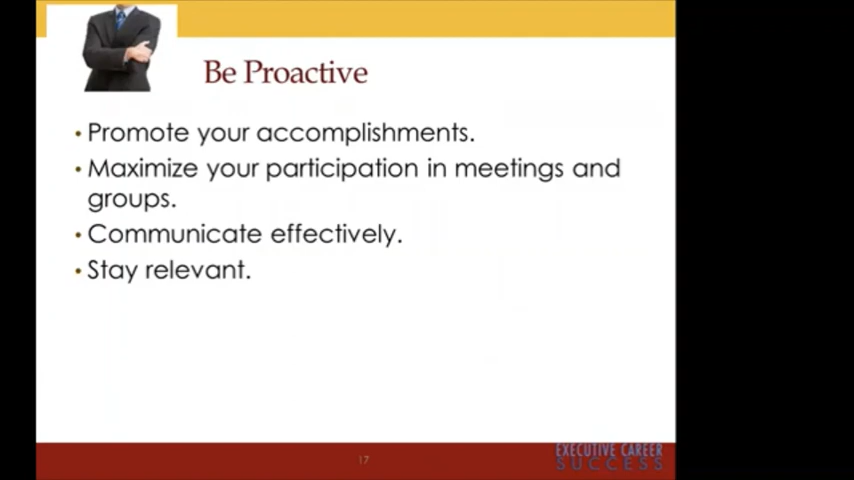 Be Proactive
• Promote your accomplishments.
• Maximize your participation in meetings and
groups.
• Communicate effectively.
• Stay relevant.
17
EXECUTIVE CAREER
SUCCESS